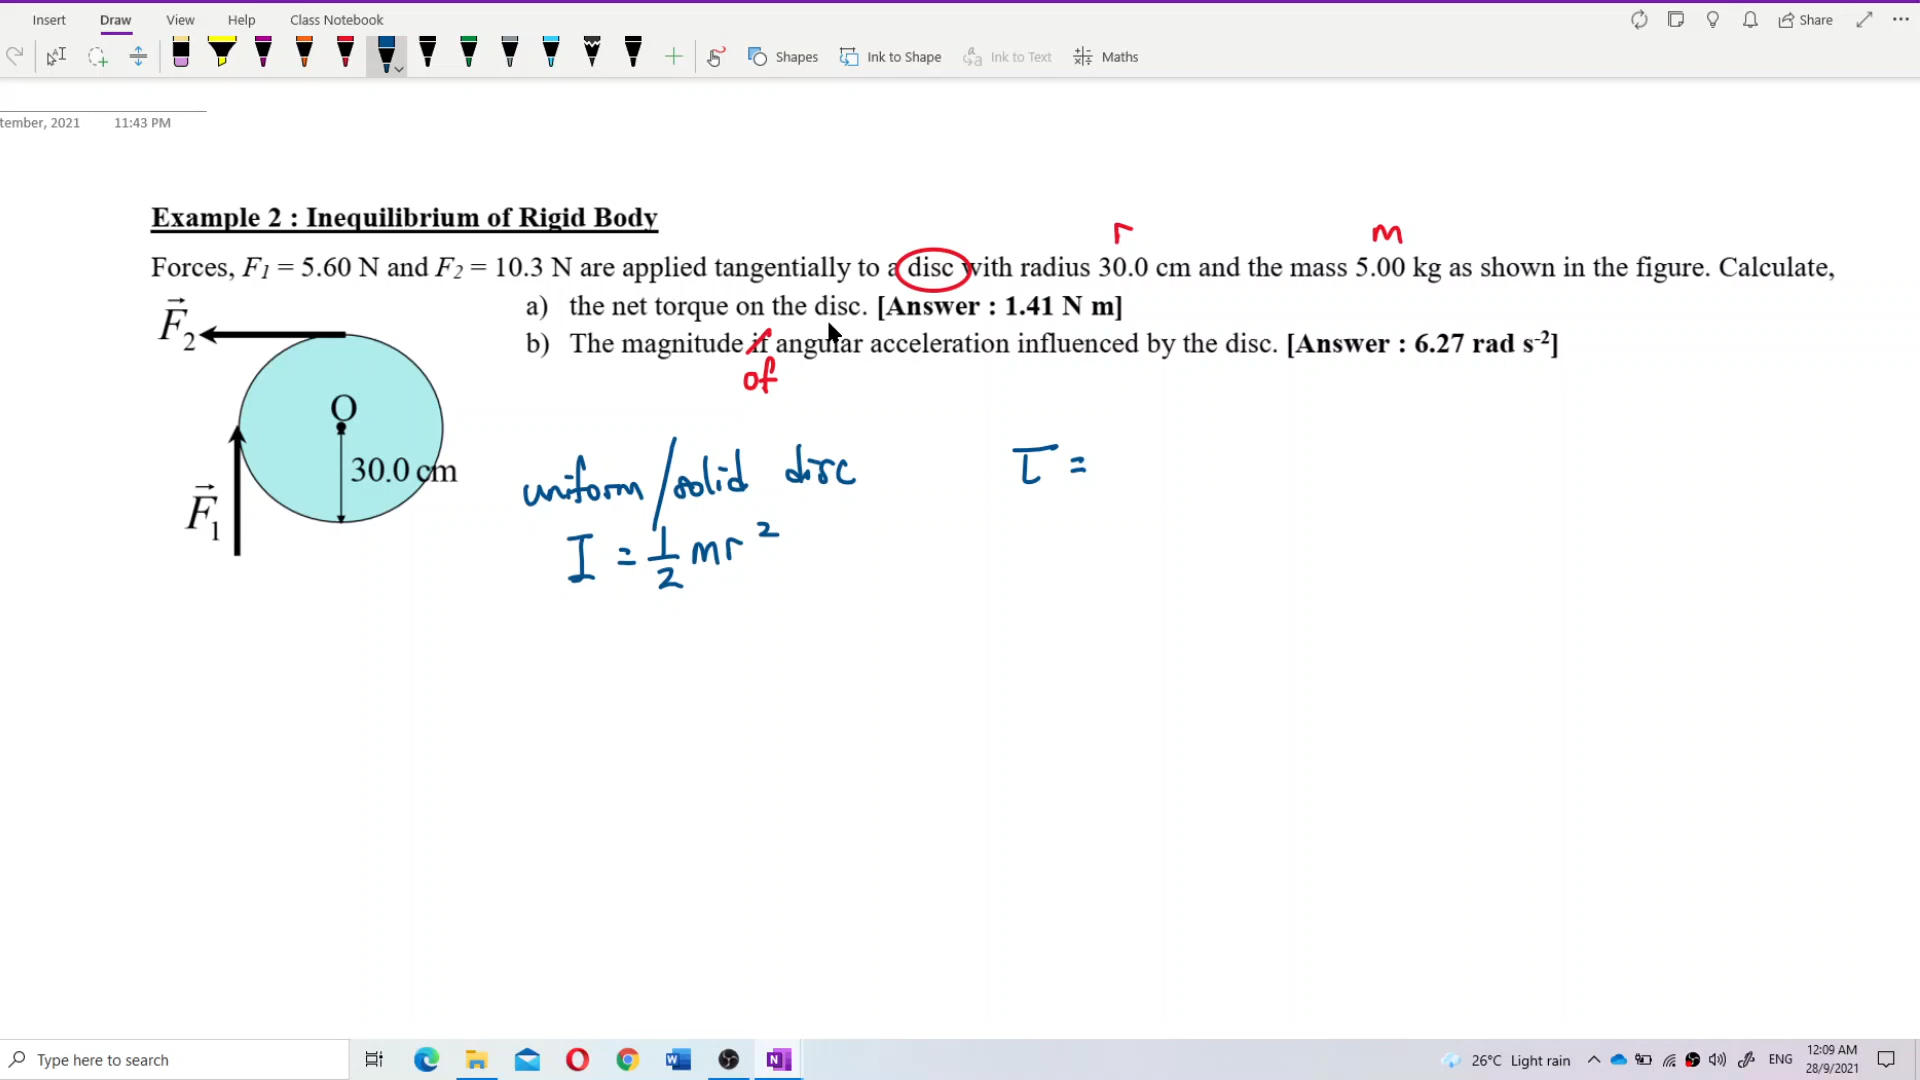 Insert Draw View Help Class Notebook Share
Shapes Ink to Shape Ink to Text Maths
tember, 2021 11:43 PM
Example 2 : Inequilibrium of Rigid Body
r m
Forces, F₁ = 5.60 N and F₂ = 10.3 N are applied tangentially to a disc with radius 30.0 cm and the mass 5.00 kg as shown in the figure. Calculate,
a) the net torque on the disc. [Answer : 1.41 N m]
b) The magnitude if angular acceleration influenced by the disc. [Answer : 6.27 rad s⁻²]
of
F₂
O
30.0 cm
F₁
uniform/solid disc
I = 1/2 mr²
τ =
Type here to search
26°C Light rain
ENG
12:09 AM
28/9/2021